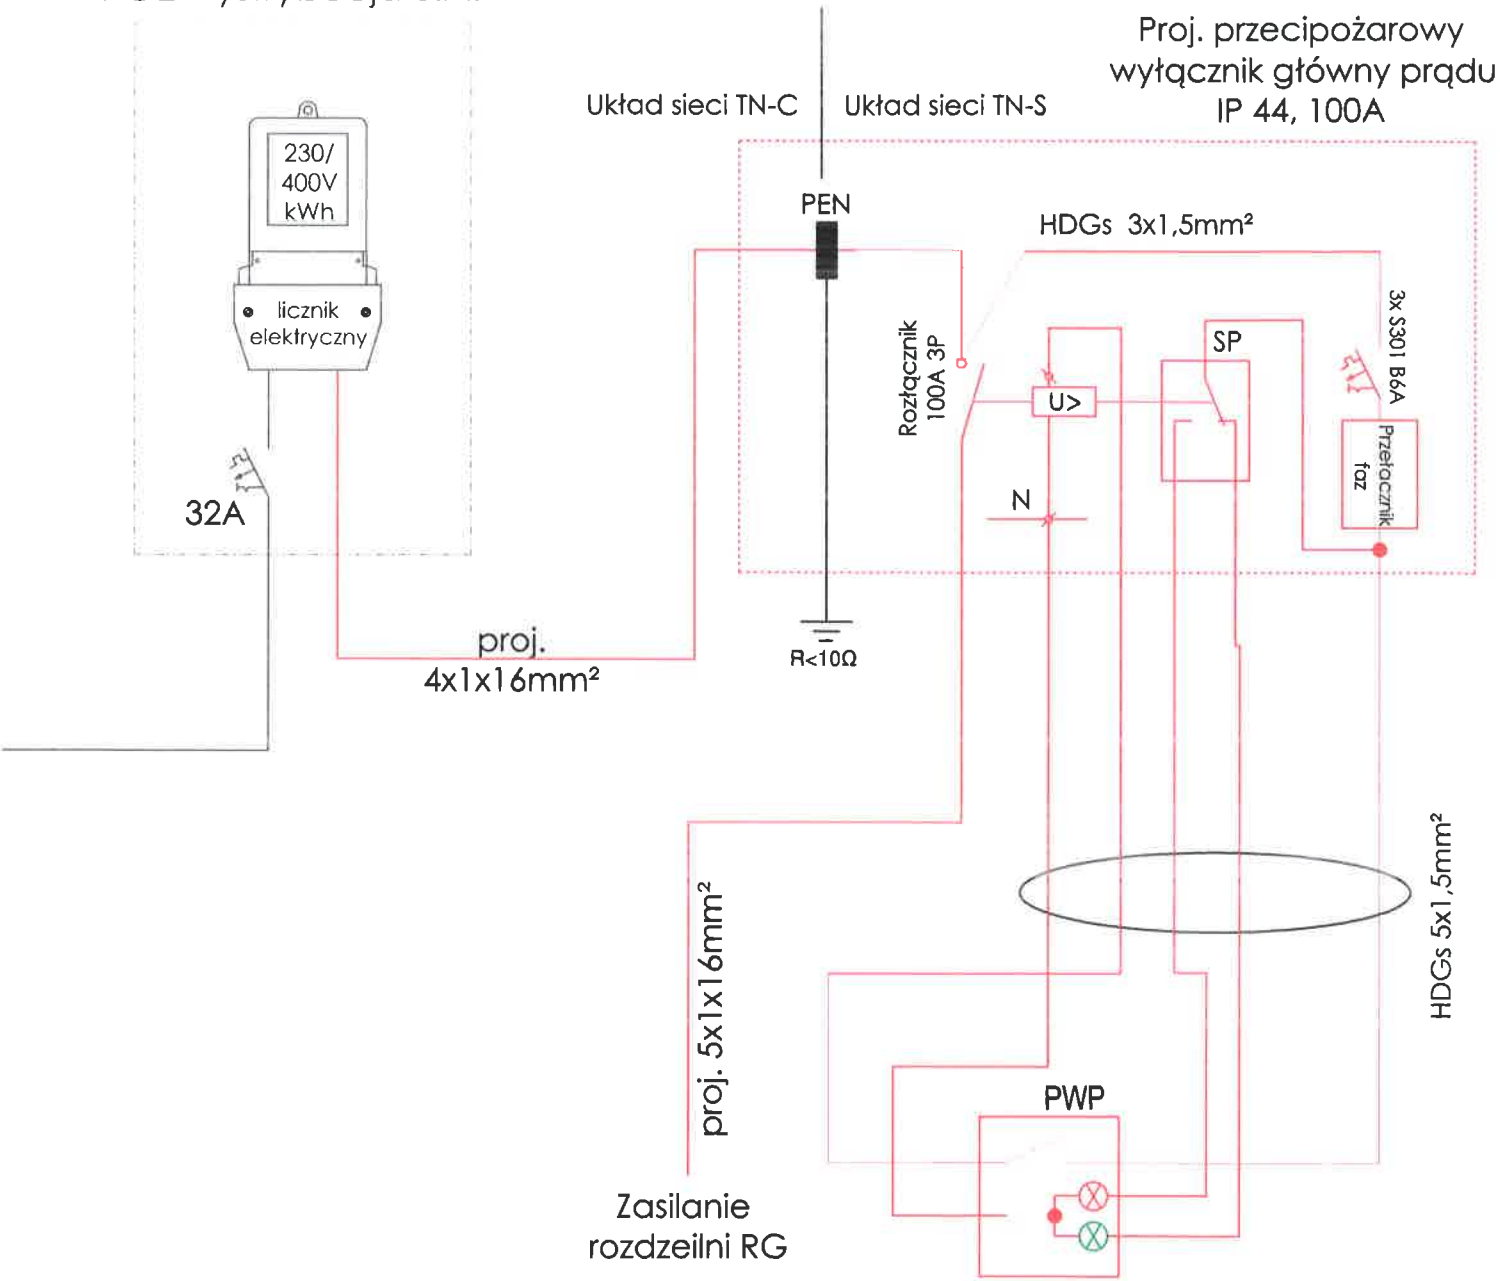 Proj. przecipożarowy
wyłącznik główny prądu
IP 44, 100A
Układ sieci TN-C
Układ sieci TN-S
230/
400V
kWh
licznik
elektryczny
32A
PEN
HDGs 3x1,5mm²
Rozłącznik
100A 3P
U>
SP
3x S301 B6A
Przełącznik
faz
N
R<10Ω
proj.
4x1x16mm²
proj. 5x1x16mm²
HDGs 5x1,5mm²
PWP
Zasilanie
rozdzeilni RG